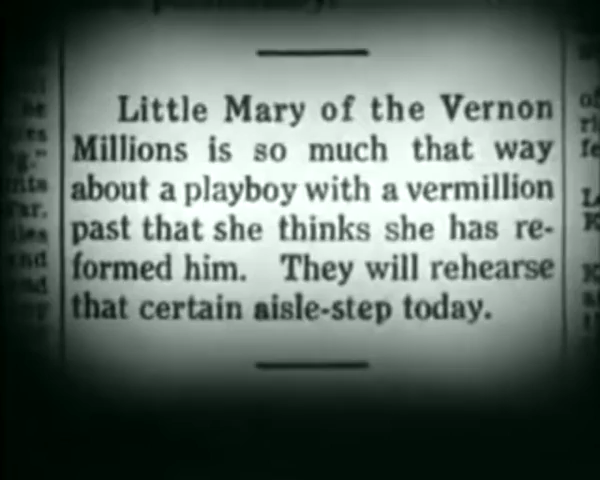 Little Mary of the Vernon
Millions is so much that way
about a playboy with a vermillion
past that she thinks she has re-
formed him. They will rehearse
that certain aisle-step today.